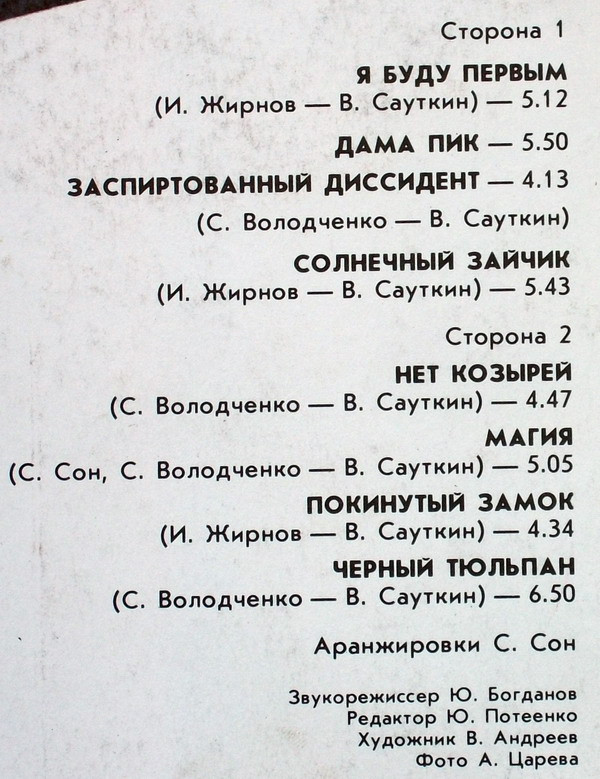 Сторона 1
Я БУДУ ПЕРВЫМ
(И. Жирнов — В. Сауткин) — 5.12
ДАМА ПИК — 5.50
ЗАСПИРТОВАННЫЙ ДИССИДЕНТ — 4.13
(С. Володченко — В. Сауткин)
СОЛНЕЧНЫЙ ЗАЙЧИК
(И. Жирнов — В. Сауткин) — 5.43
Сторона 2
НЕТ КОЗЫРЕЙ
(С. Володченко — В. Сауткин) — 4.47
МАГИЯ
(С. Сон, С. Володченко — В. Сауткин) — 5.05
ПОКИНУТЫЙ ЗАМОК
(И. Жирнов — В. Сауткин) — 4.34
ЧЕРНЫЙ ТЮЛЬПАН
(С. Володченко — В. Сауткин) — 6.50
Аранжировки С. Сон
Звукорежиссер Ю. Богданов
Редактор Ю. Потеенко
Художник В. Андреев
Фото А. Царева